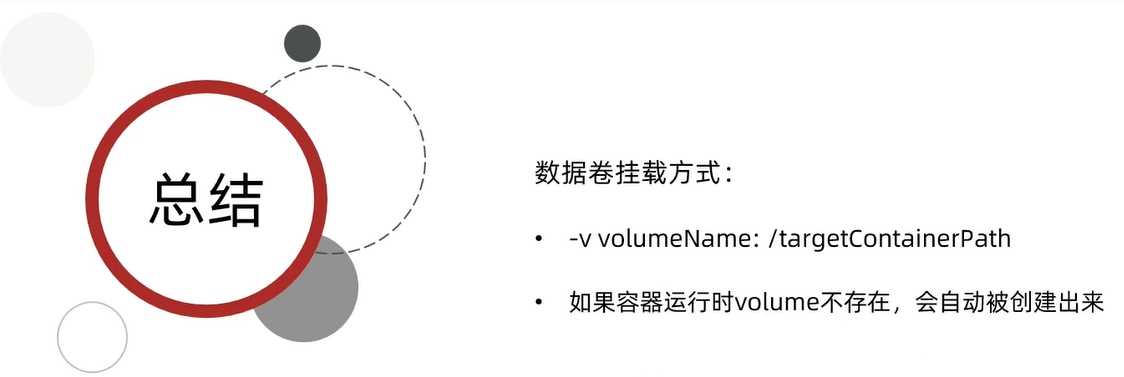 总结
数据卷挂载方式：
• -v volumeName: /targetContainerPath
• 如果容器运行时volume不存在，会自动被创建出来